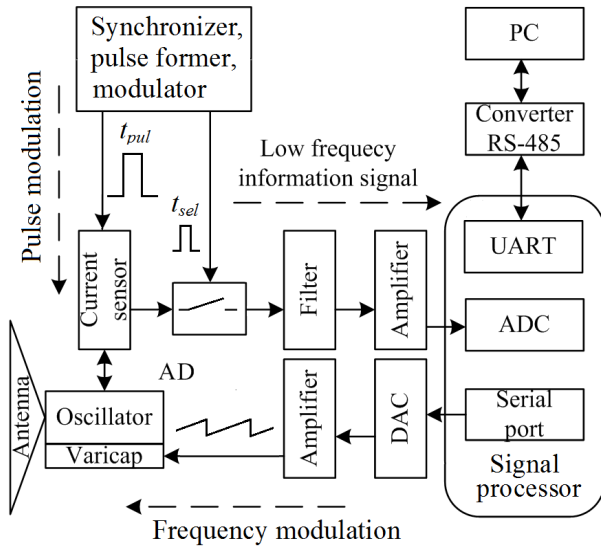 Synchronizer,
pulse former,
modulator
PC
Converter
RS-485
Pulse modulation
t_pul
t_sel
Low frequecy
information signal
UART
Current
sensor
Filter
Amplifier
ADC
AD
Antenna
Oscillator
Varicap
Amplifier
DAC
Serial
port
Signal
processor
Frequency modulation